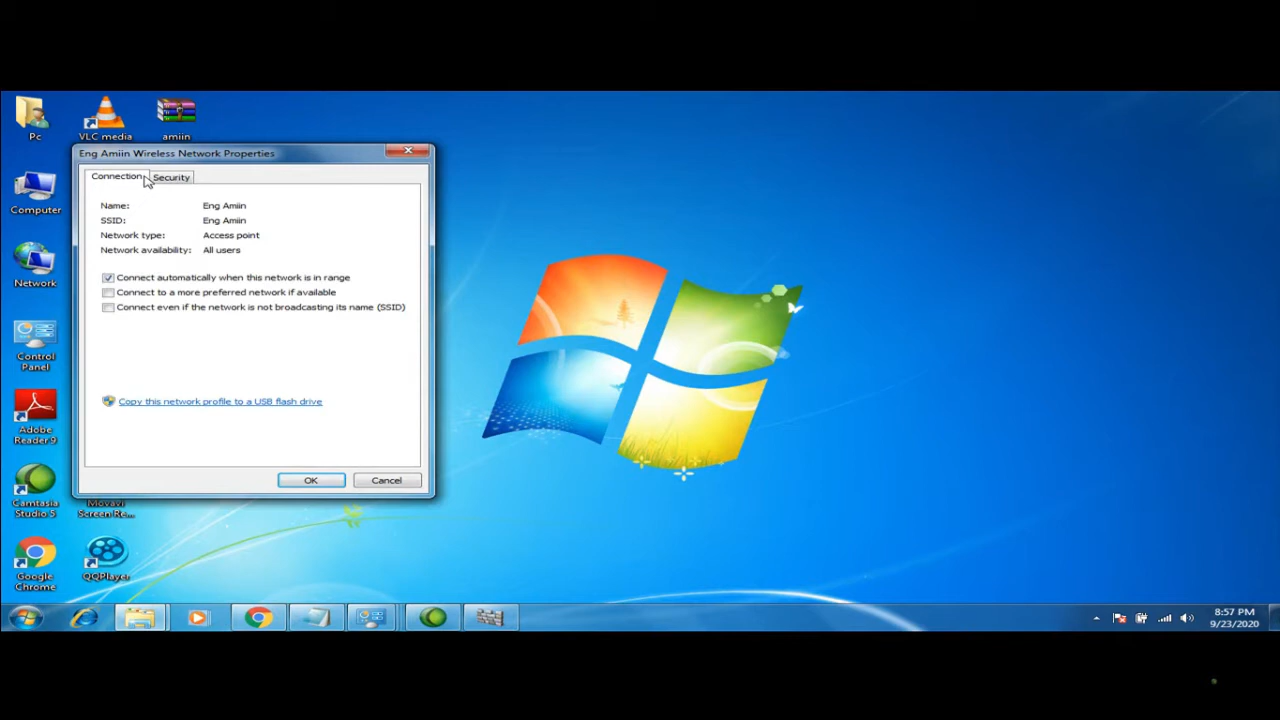 Pc
VLC media
amiin
Eng Amiin Wireless Network Properties
Connection
Security
Name: Eng Amiin
SSID: Eng Amiin
Network type: Access point
Network availability: All users
Connect automatically when this network is in range
Connect to a more preferred network if available
Connect even if the network is not broadcasting its name (SSID)
Copy this network profile to a USB flash drive
OK
Cancel
Computer
Network
Control
Panel
Adobe
Reader 9
Camtasia
Studio 5
Movavi
Screen Re...
Google
Chrome
QQPlayer
8:57 PM
9/23/2020